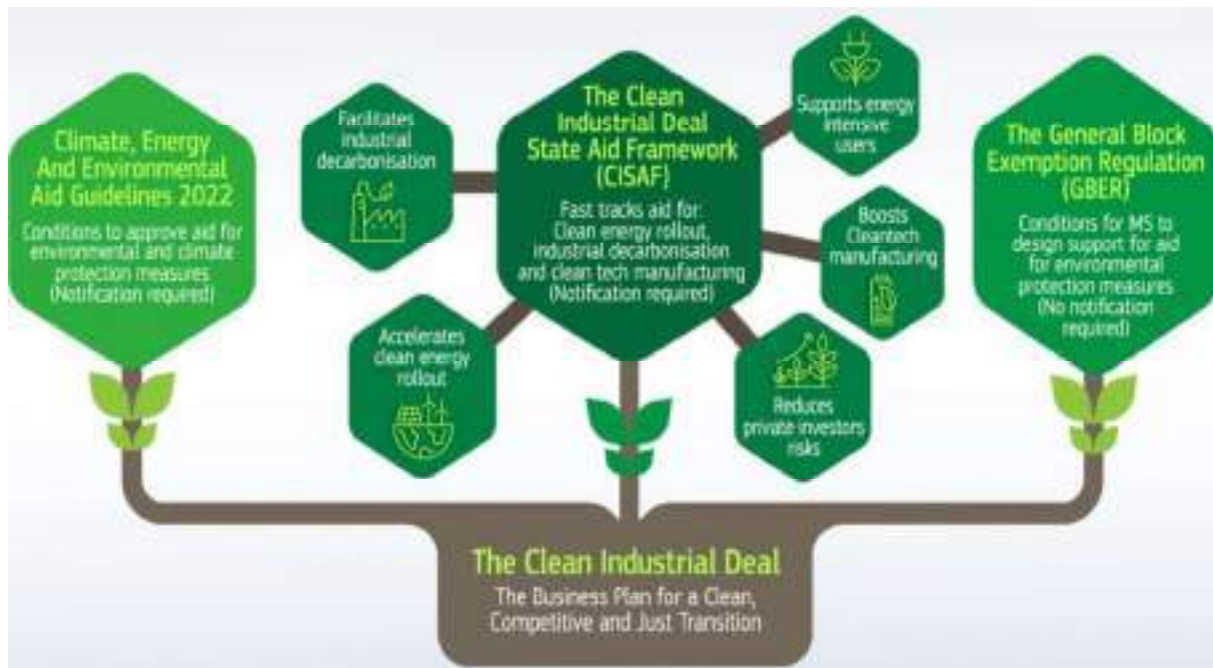 Climate, Energy
And Environmental
Aid Guidelines 2022
Conditions to approve aid for
environmental and climate
protection measures
(Notification required)
Facilitates
industrial
decarbonisation
Accelerates
clean energy
rollout
The Clean
Industrial Deal
State Aid Framework
(CISAF)
Fast tracks aid for:
Clean energy rollout,
industrial decarbonisation
and clean tech manufacturing
(Notification required)
Supports energy
intensive
users
Boosts
Cleantech
manufacturing
Reduces
private investors
risks
The General Block
Exemption Regulation
(GBER)
Conditions for MS to
design support for aid
for environmental
protection measures
(No notification
required)
The Clean Industrial Deal
The Business Plan for a Clean,
Competitive and Just Transition